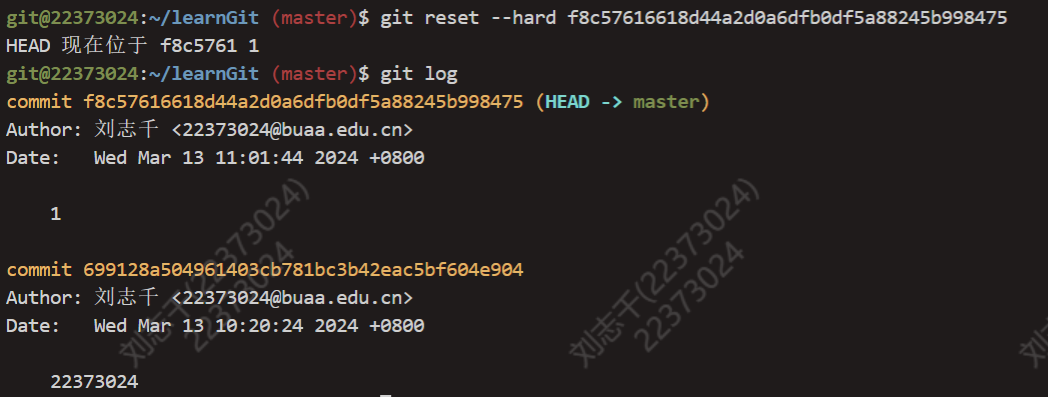 git@22373024:~/learnGit (master)$ git reset --hard f8c57616618d44a2d0a6dfb0df5a88245b998475
HEAD 现在位于 f8c5761 1
git@22373024:~/learnGit (master)$ git log
commit f8c57616618d44a2d0a6dfb0df5a88245b998475 (HEAD -> master)
Author: 刘志千 <22373024@buaa.edu.cn>
Date:   Wed Mar 13 11:01:44 2024 +0800
1
commit 699128a504961403cb781bc3b42eac5bf604e904
Author: 刘志千 <22373024@buaa.edu.cn>
Date:   Wed Mar 13 10:20:24 2024 +0800
22373024
刘志千(22373024)
22373024
刘志千(22373024)
22373024
刘志